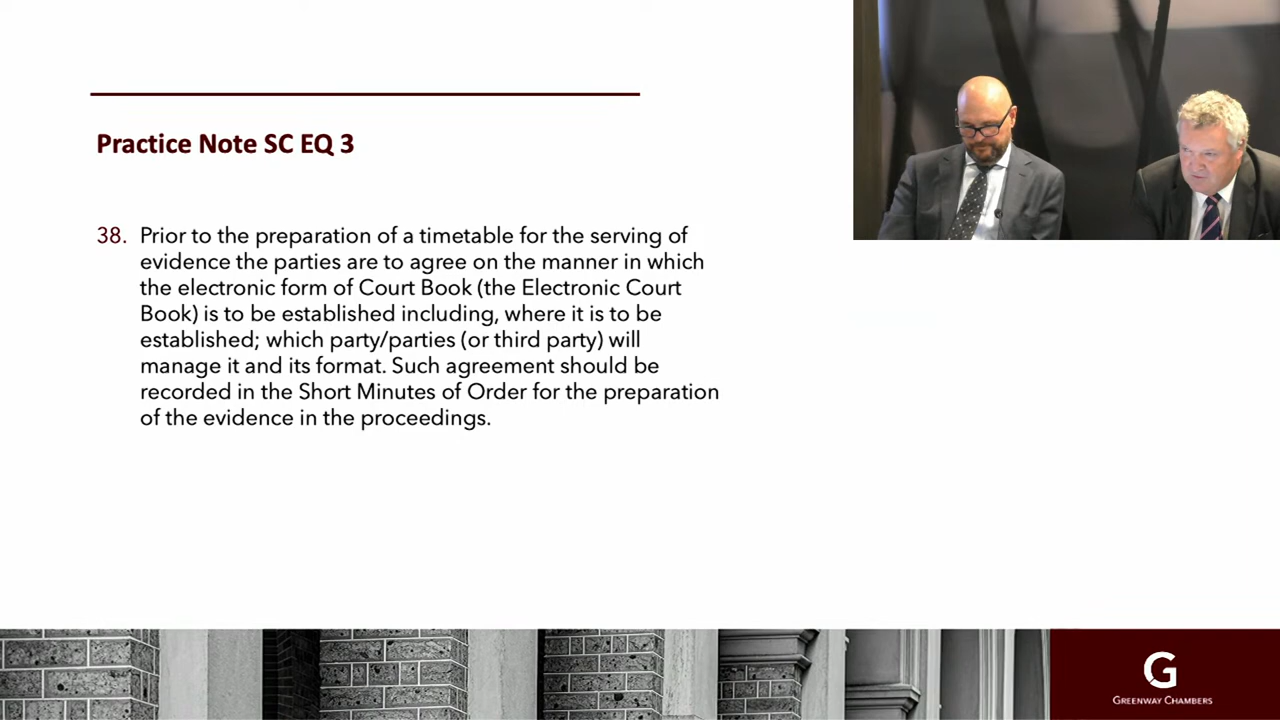 Practice Note SC EQ 3
38. Prior to the preparation of a timetable for the serving of
evidence the parties are to agree on the manner in which
the electronic form of Court Book (the Electronic Court
Book) is to be established including, where it is to be
established; which party/parties (or third party) will
manage it and its format. Such agreement should be
recorded in the Short Minutes of Order for the preparation
of the evidence in the proceedings.
G
GREENWAY CHAMBERS